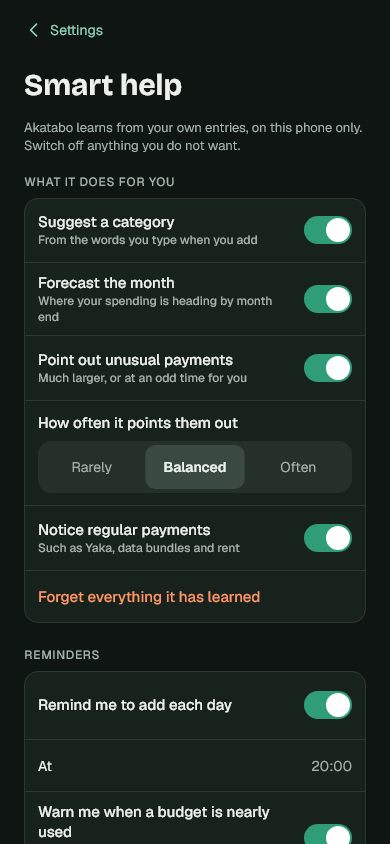 Settings
Smart help
Akatabo learns from your own entries, on this phone only.
Switch off anything you do not want.
WHAT IT DOES FOR YOU
Suggest a category
From the words you type when you add
Forecast the month
Where your spending is heading by month
end
Point out unusual payments
Much larger, or at an odd time for you
How often it points them out
Rarely Balanced Often
Notice regular payments
Such as Yaka, data bundles and rent
Forget everything it has learned
REMINDERS
Remind me to add each day
At 20:00
Warn me when a budget is nearly
used